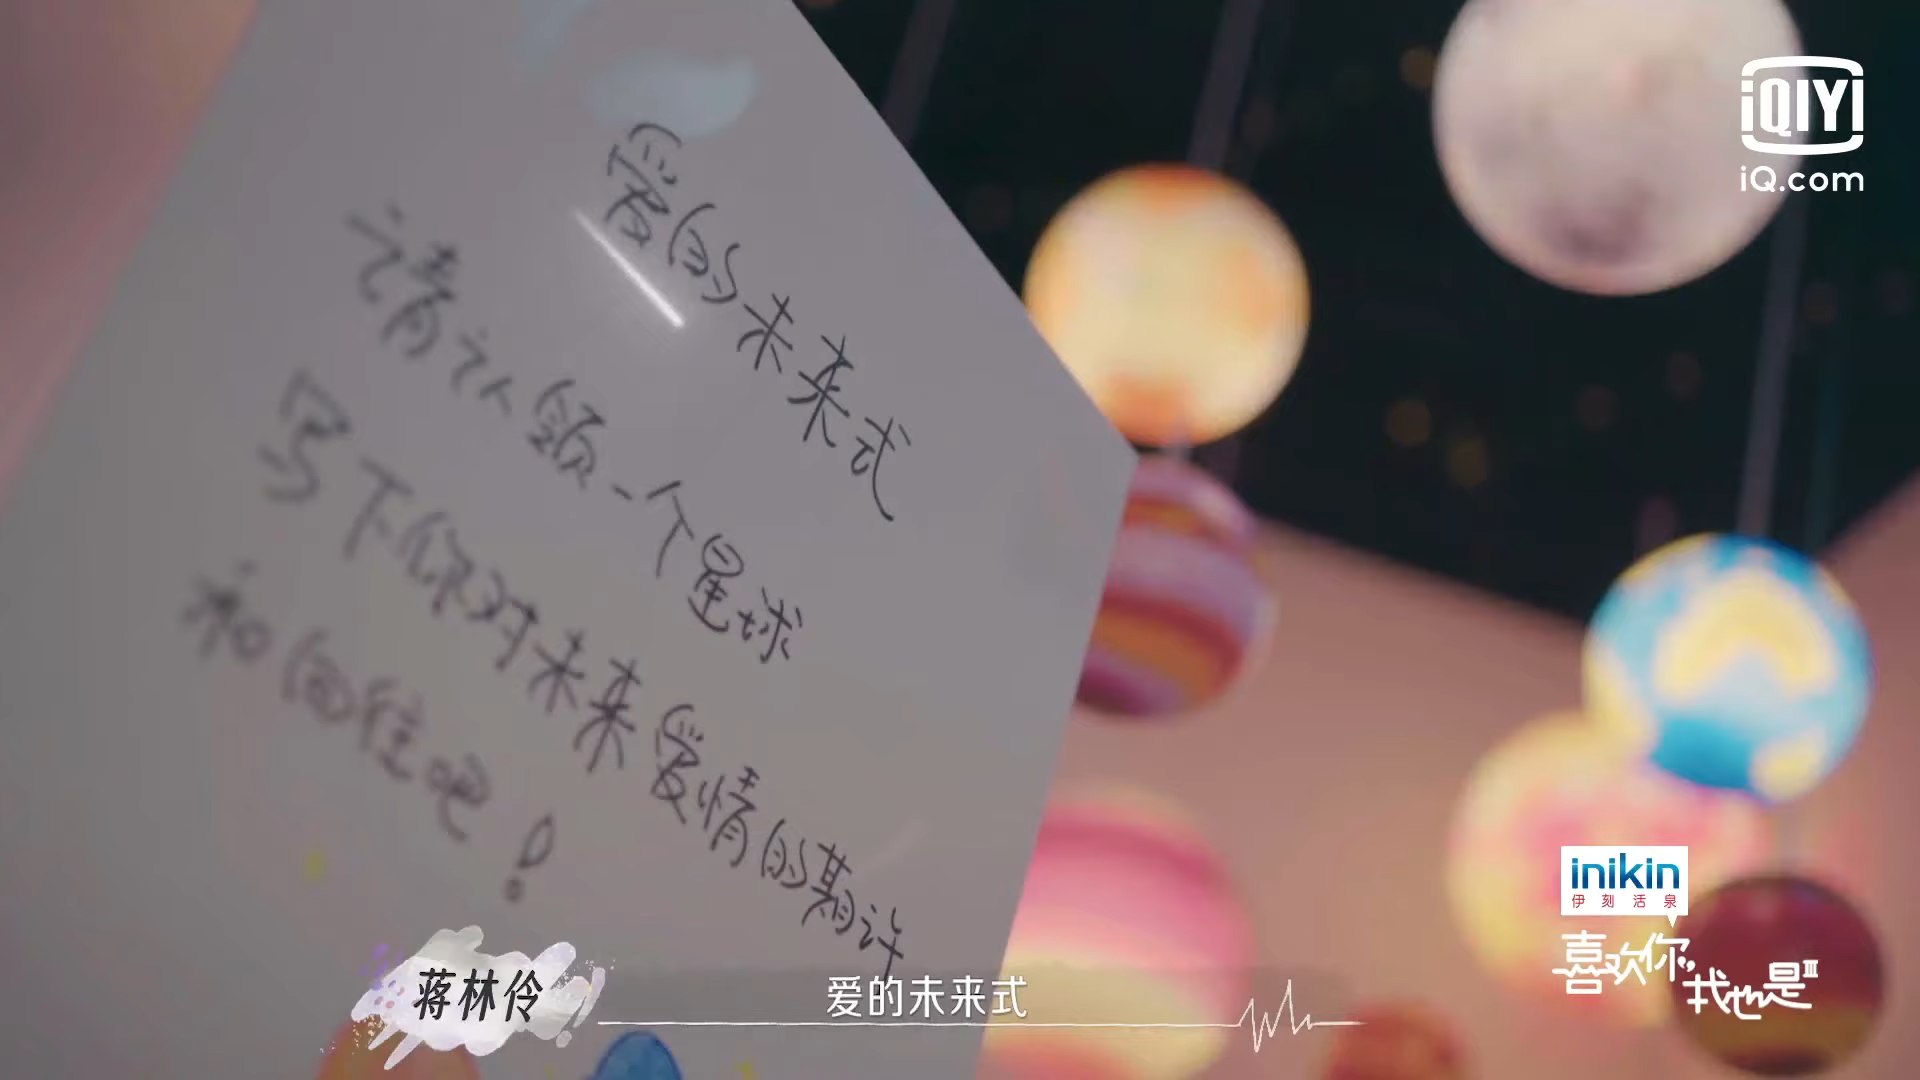 爱的未来式
请每人领一个星球
写下你对未来爱情的期许
和向往吧！
iQIYI
iQ.com
inikin
伊刻活泉
喜欢你,
我也是III
蒋林伶
爱的未来式